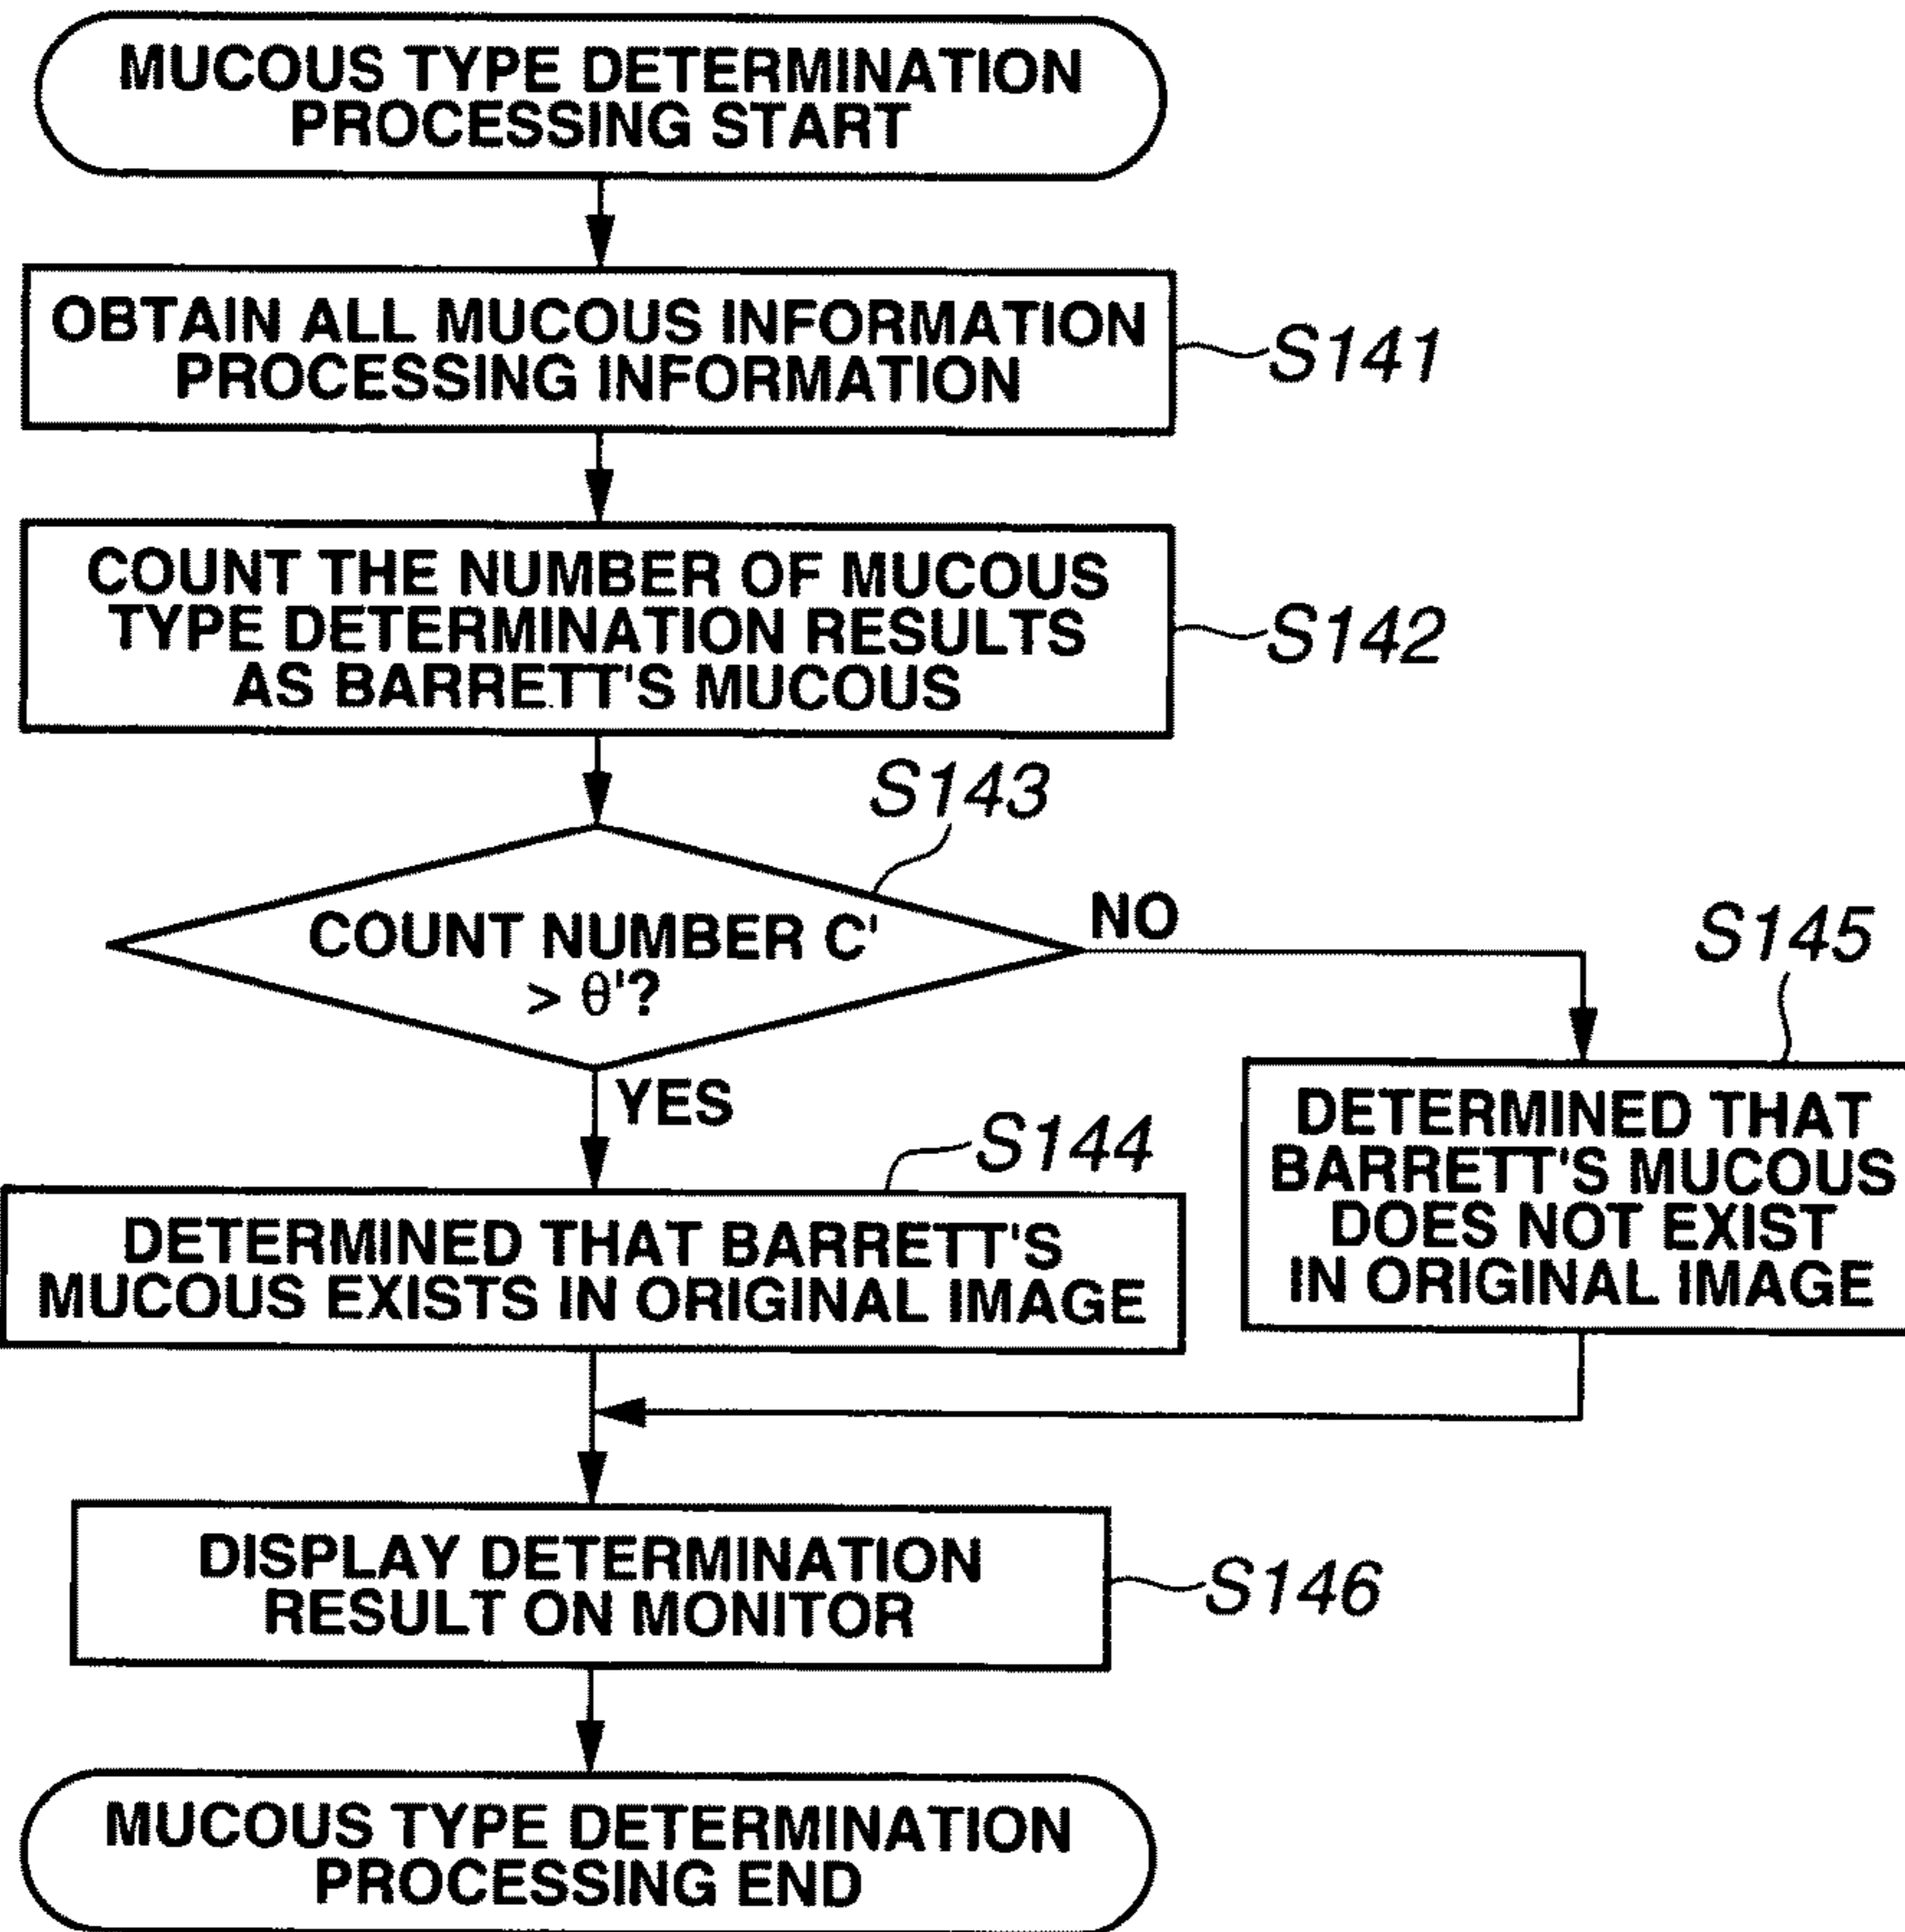 MUCOUS TYPE DETERMINATION
PROCESSING START
OBTAIN ALL MUCOUS INFORMATION
PROCESSING INFORMATION
S141
COUNT THE NUMBER OF MUCOUS
TYPE DETERMINATION RESULTS
AS BARRETT'S MUCOUS
S142
S143
COUNT NUMBER C'
> θ'?
NO
YES
S145
S144
DETERMINED THAT
BARRETT'S MUCOUS
DOES NOT EXIST
IN ORIGINAL IMAGE
DETERMINED THAT BARRETT'S
MUCOUS EXISTS IN ORIGINAL IMAGE
DISPLAY DETERMINATION
RESULT ON MONITOR
S146
MUCOUS TYPE DETERMINATION
PROCESSING END